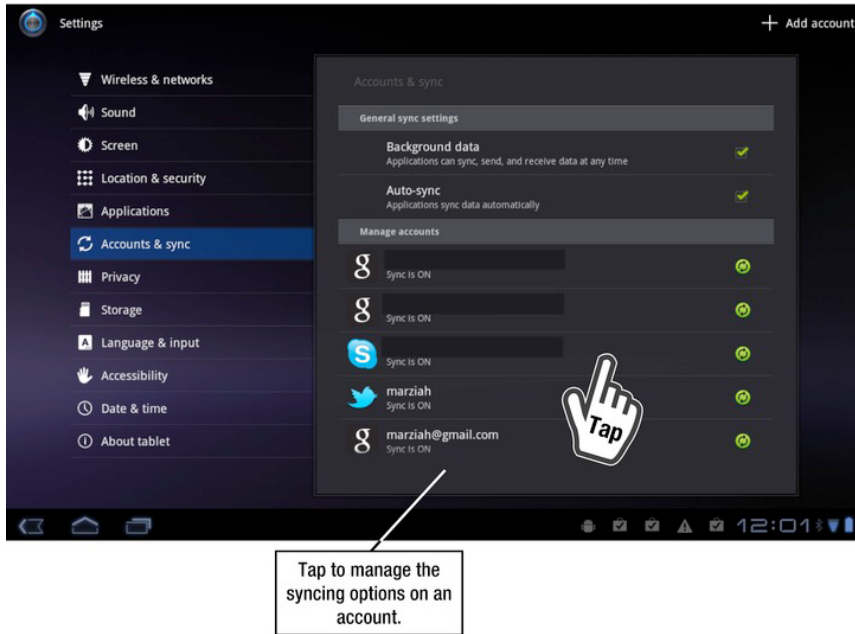 Settings
Add account
Wireless & networks
Sound
Screen
Location & security
Applications
Accounts & sync
Privacy
Storage
Language & input
Accessibility
Date & time
About tablet
Accounts & sync
General sync settings
Background data
Applications can sync, send, and receive data at any time
Auto-sync
Applications sync data automatically
Manage accounts
Sync is ON
Sync is ON
Sync is ON
marziah
Sync is ON
marziah@gmail.com
Sync is ON
Tap
12:01
Tap to manage the
syncing options on an
account.